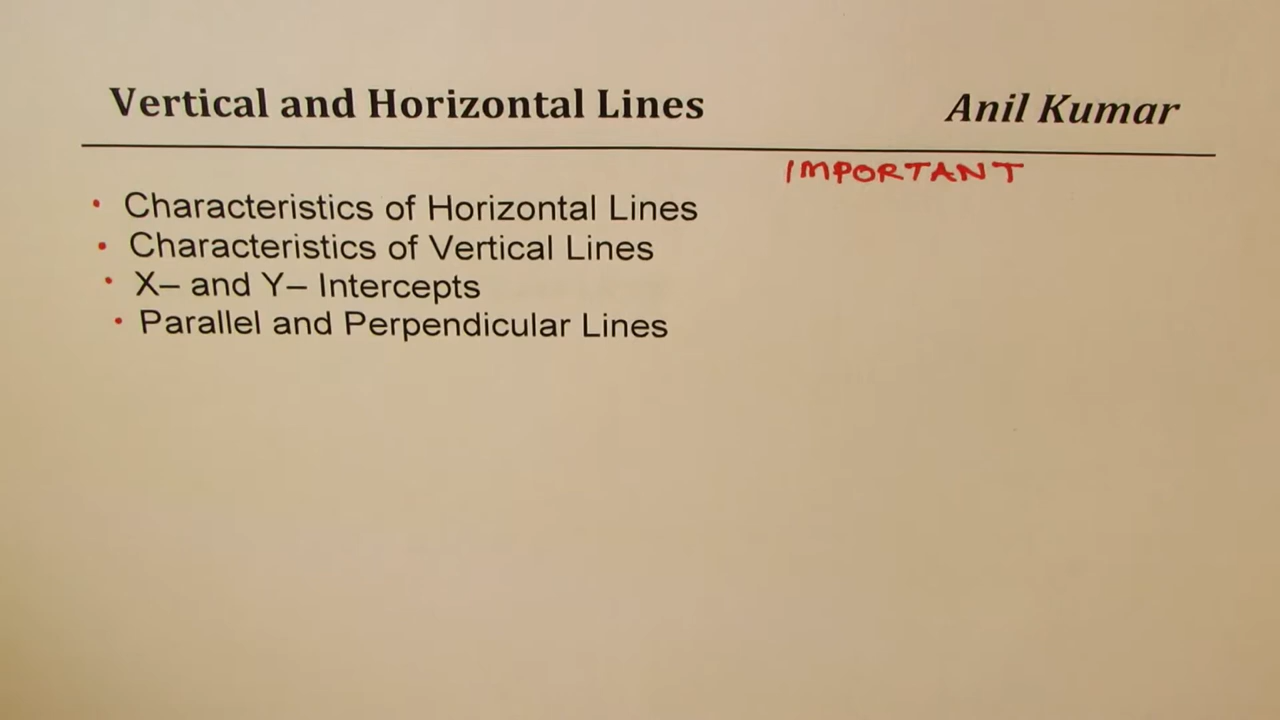 Vertical and Horizontal Lines Anil Kumar
IMPORTANT
• Characteristics of Horizontal Lines
• Characteristics of Vertical Lines
• X– and Y– Intercepts
• Parallel and Perpendicular Lines